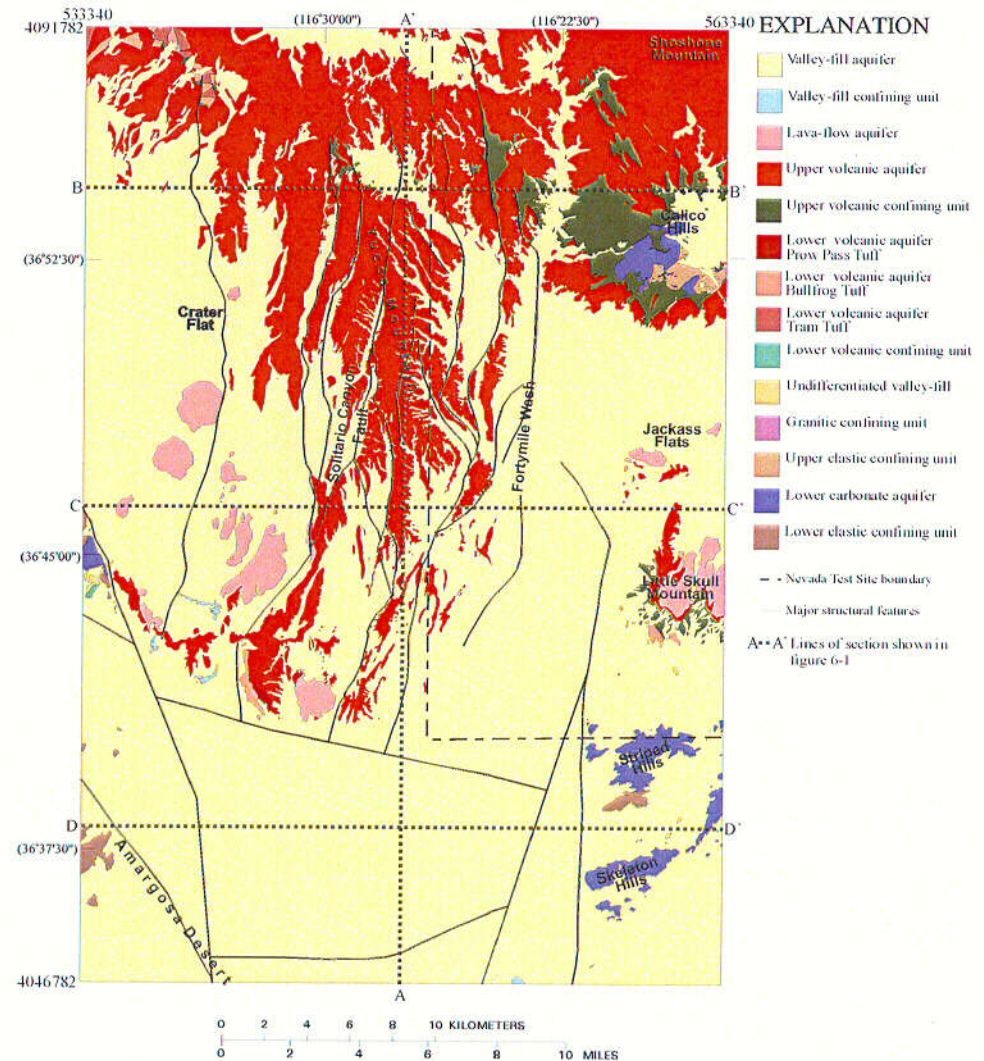 533340
(116°30'00")
A'
(116°22'30")
563340
4091782
EXPLANATION
Shoshone
Mountain
Valley-fill aquifer
Valley-fill confining unit
Lava-flow aquifer
Upper volcanic aquifer
B
B'
Upper volcanic confining unit
Calico
Hills
Lower volcanic aquifer
Prow Pass Tuff
(36°52'30")
Lower volcanic aquifer
Bullfrog Tuff
Crater
Flat
Lower volcanic aquifer
Tram Tuff
Lower volcanic confining unit
Undifferentiated valley-fill
Granitic confining unit
Solitario Canyon
Fault
Fortymile Wash
Jackass
Flats
Upper clastic confining unit
Lower carbonate aquifer
C
C'
Lower clastic confining unit
(36°45'00")
Little Skull
Mountain
Nevada Test Site boundary
Major structural features
A A' Lines of section shown in
figure 6-1
Striped
Hills
D
D'
(36°37'30")
Amargosa Desert
Skeleton
Hills
4046782
A
0 2 4 6 8 10 KILOMETERS
0 2 4 6 8 10 MILES